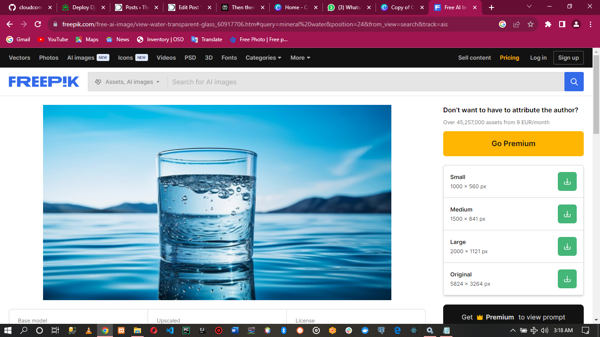 cloudcom
Deploy Dj
Posts ‹ Th
Edit Post
Then the
Home - C
(3) Whats
Copy of C
Free AI Im
freepik.com/free-ai-image/view-water-transparent-glass_60917706.htm#query=mineral%20water&position=24&from_view=search&track=ais
Gmail YouTube Maps News Inventory | OSD Translate Free Photo | Free p...
Vectors Photos AI images NEW Icons NEW Videos PSD 3D Fonts Categories More Sell content Pricing Log in Sign up
FREEPIK Assets, AI images Search for AI images
Don't want to have to attribute the author?
Over 45,257,000 assets from 9 EUR/month
Go Premium
Small
1000 × 560 px
Medium
1500 × 841 px
Large
2000 × 1121 px
Original
5824 × 3264 px
Get Premium to view prompt
Base model Upscaled License
3:18 AM